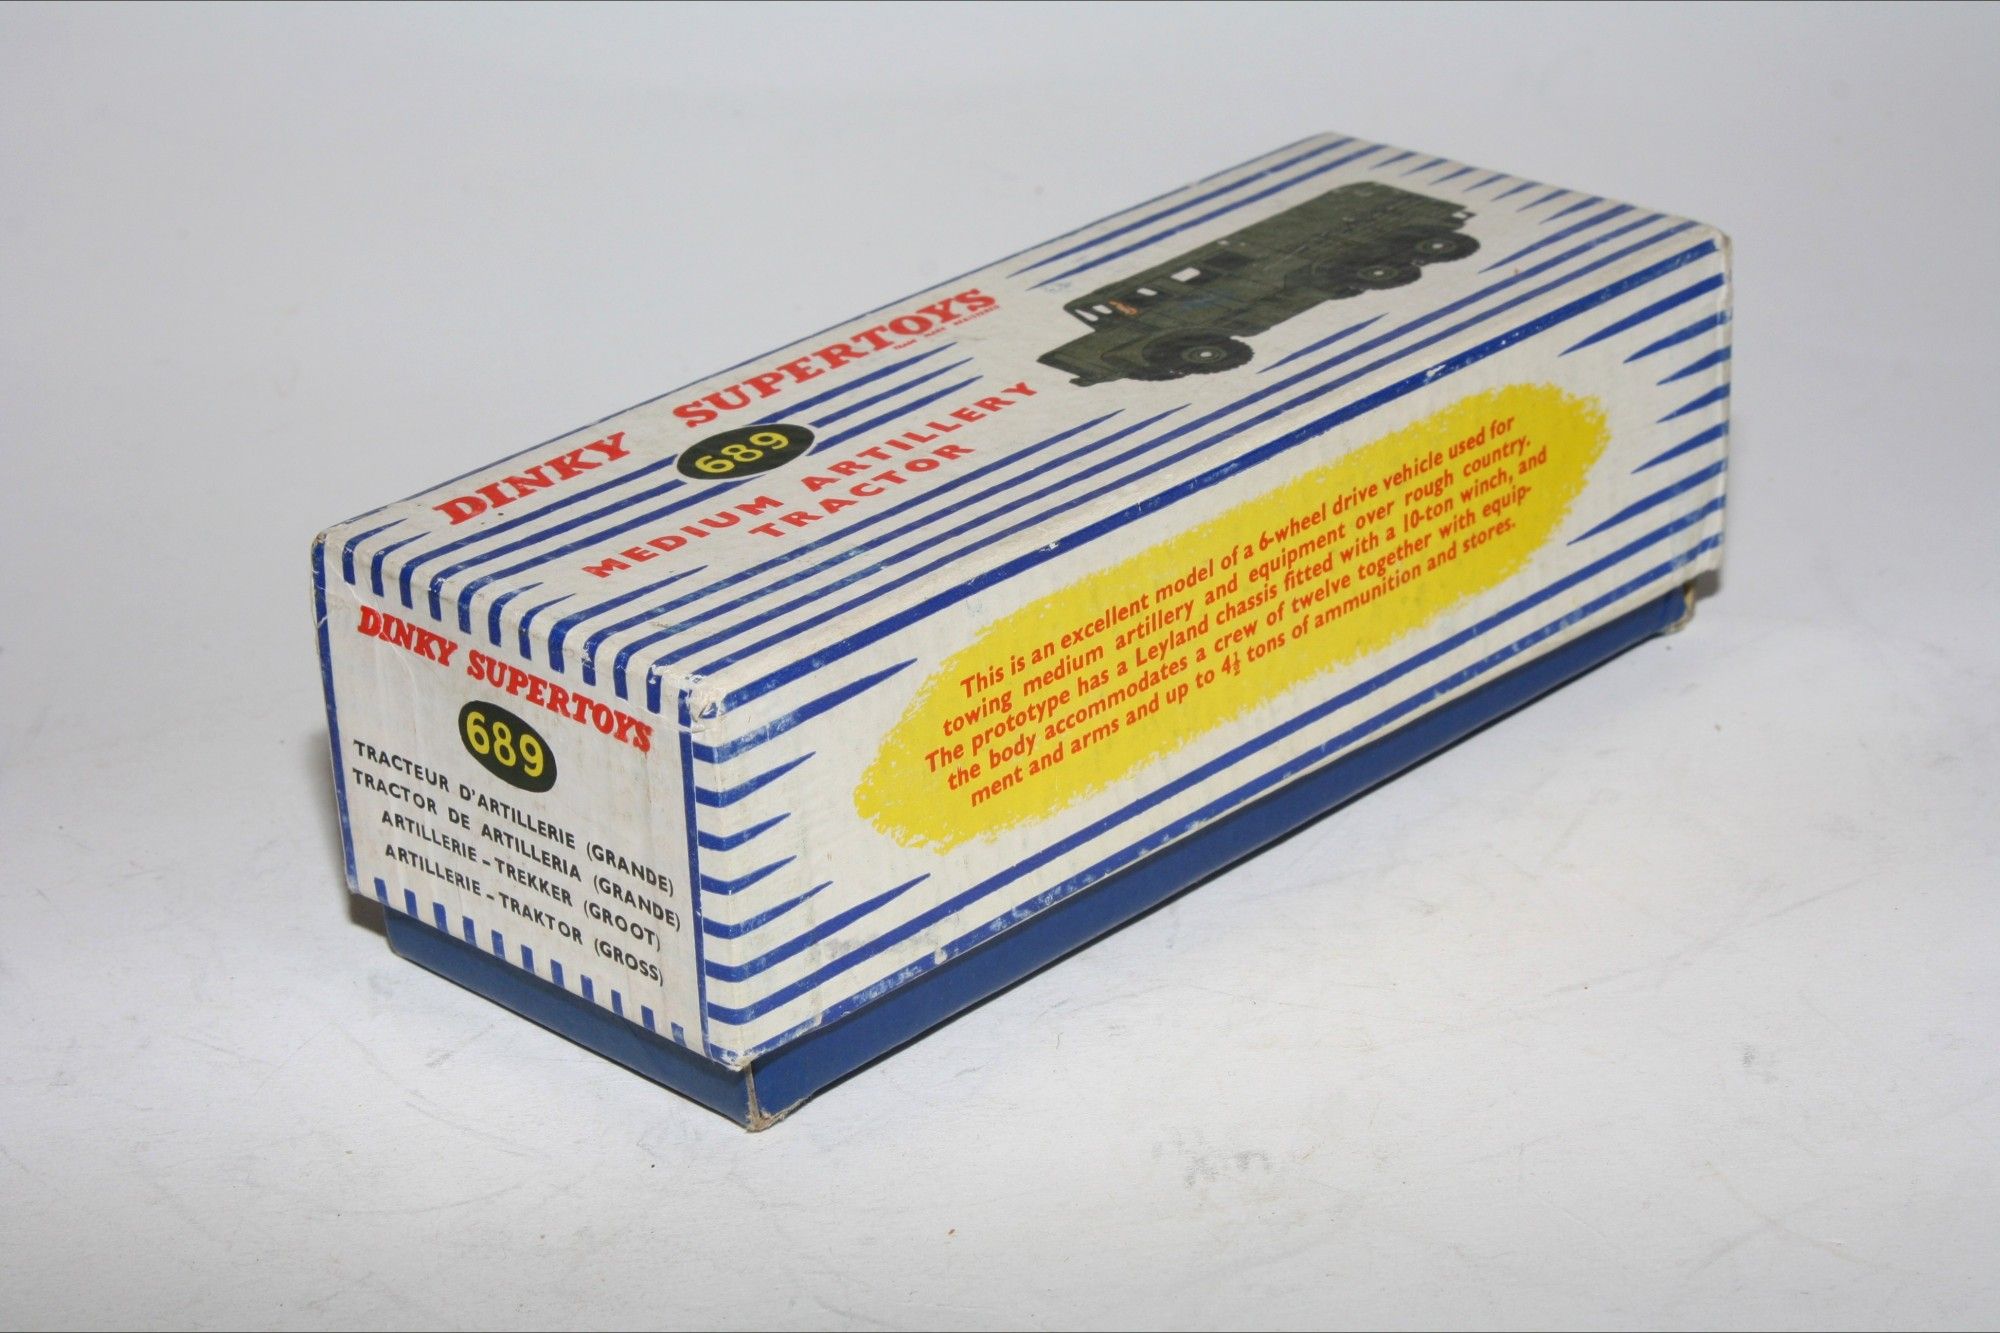 DINKY SUPERTOYS
TRADE MARK REGISTERED
689
MEDIUM ARTILLERY
TRACTOR
DINKY SUPERTOYS
689
TRACTEUR D'ARTILLERIE (GRANDE)
TRACTOR DE ARTILLERIA (GRANDE)
ARTILLERIE-TREKKER (GROOT)
ARTILLERIE-TRAKTOR (GROSS)
This is an excellent model of a 6-wheel drive vehicle used for
towing medium artillery and equipment over rough country.
The prototype has a Leyland chassis fitted with a 10-ton winch, and
the body accommodates a crew of twelve together with equip-
ment and arms and up to 4½ tons of ammunition and stores.